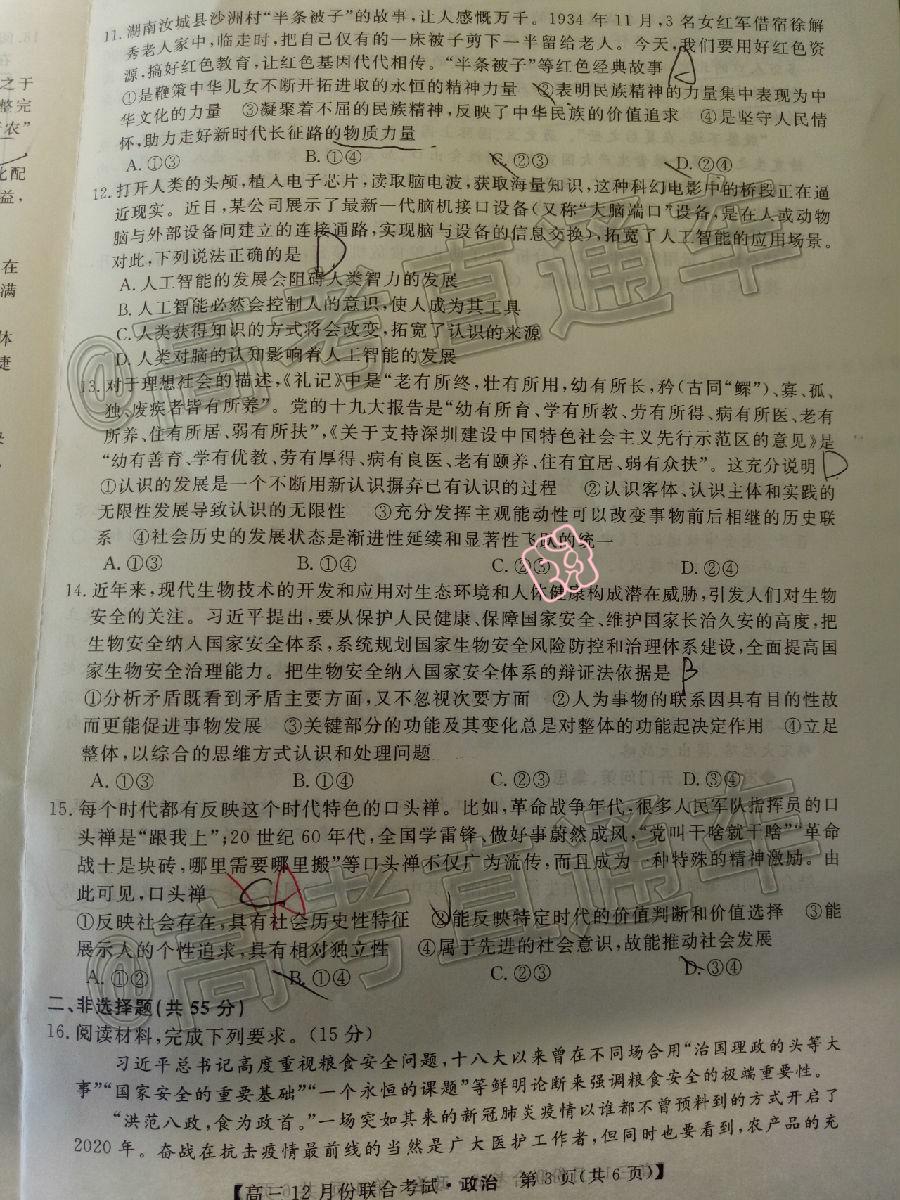 11. 湖南汝城县沙洲村“半条被子”的故事，让人感慨万千。1934 年 11 月，3 名女红军借宿徐解
秀老人家中，临走时，把自己仅有的一床被子剪下一半留给老人。今天，我们要用好红色资
源，搞好红色教育，让红色基因代代相传。“半条被子”等红色经典故事 A
①是鞭策中华儿女不断开拓进取的永恒的精神力量 ②表明民族精神的力量集中表现为中
华文化的力量 ③凝聚着不屈的民族精神，反映了中华民族的价值追求 ④是坚守人民情
怀，助力走好新时代长征路的物质力量
A. ①③ B. ①④ C. ②③ D. ②④
12. 打开人类的头颅，植入电子芯片，读取脑电波，获取海量知识，这种科幻电影中的桥段正在逼
近现实。近日，某公司展示了最新一代脑机接口设备(又称“大脑端口”设备，是在人或动物
脑与外部设备间建立的连接通路，实现脑与设备的信息交换)，拓宽了人工智能的应用场景。
对此，下列说法正确的是 D
A. 人工智能的发展会阻碍人类智力的发展
B. 人工智能必然会控制人的意识，使人成为其工具
C. 人类获得知识的方式将会改变，拓宽了认识的来源
D. 人类对脑的认知影响着人工智能的发展
13. 对于理想社会的描述，《礼记》中是“老有所终，壮有所用，幼有所长，矜(古同“鳏”)、寡、孤、
独、废疾者皆有所养”。党的十九大报告是“幼有所育、学有所教、劳有所得、病有所医、老有
所养、住有所居、弱有所扶”，《关于支持深圳建设中国特色社会主义先行示范区的意见》是
“幼有善育、学有优教、劳有厚得、病有良医、老有颐养、住有宜居、弱有众扶”。这充分说明 D
①认识的发展是一个不断用新认识摒弃已有认识的过程 ②认识客体、认识主体和实践的
无限性发展导致认识的无限性 ③充分发挥主观能动性可以改变事物前后相继的历史联
系 ④社会历史的发展状态是渐进性延续和显著性飞跃的统一
A. ①③ B. ①④ C. ②③ D. ②④
14. 近年来，现代生物技术的开发和应用对生态环境和人体健康构成潜在威胁，引发人们对生物
安全的关注。习近平提出，要从保护人民健康、保障国家安全、维护国家长治久安的高度，把
生物安全纳入国家安全体系，系统规划国家生物安全风险防控和治理体系建设，全面提高国
家生物安全治理能力。把生物安全纳入国家安全体系的辩证法依据是 B
①分析矛盾既看到矛盾主要方面，又不忽视次要方面 ②人为事物的联系因具有目的性故
而更能促进事物发展 ③关键部分的功能及其变化总是对整体的功能起决定作用 ④立足
整体，以综合的思维方式认识和处理问题
A. ①③ B. ①④ C. ②③ D. ③④
15. 每个时代都有反映这个时代特色的口头禅。比如，革命战争年代，很多人民军队指挥员的口
头禅是“跟我上”；20 世纪 60 年代，全国学雷锋、做好事蔚然成风，“党叫干啥就干啥”“革命
战士是块砖，哪里需要哪里搬”等口头禅不仅广为流传，而且成为一种特殊的精神激励。由
此可见，口头禅 C A
①反映社会存在，具有社会历史性特征 ②能反映特定时代的价值判断和价值选择 ③能
展示人的个性追求，具有相对独立性 ④属于先进的社会意识，故能推动社会发展
A. ①② B. ①④ C. ②③ D. ③④
二、非选择题(共 55 分)
16. 阅读材料，完成下列要求。(15 分)
习近平总书记高度重视粮食安全问题，十八大以来曾在不同场合用“治国理政的头等大
事”“国家安全的重要基础”“一个永恒的课题”等鲜明论断来强调粮食安全的极端重要性。
“洪范八政，食为政首。”一场突如其来的新冠肺炎疫情以谁都不曾预料到的方式开启了
2020 年。奋战在抗击疫情最前线的当然是广大医护工作者，但同时也要看到，农产品的充
【高三 12 月份联合考试·政治 第 3 页(共 6 页)】
@高考直通车
@高考直通车